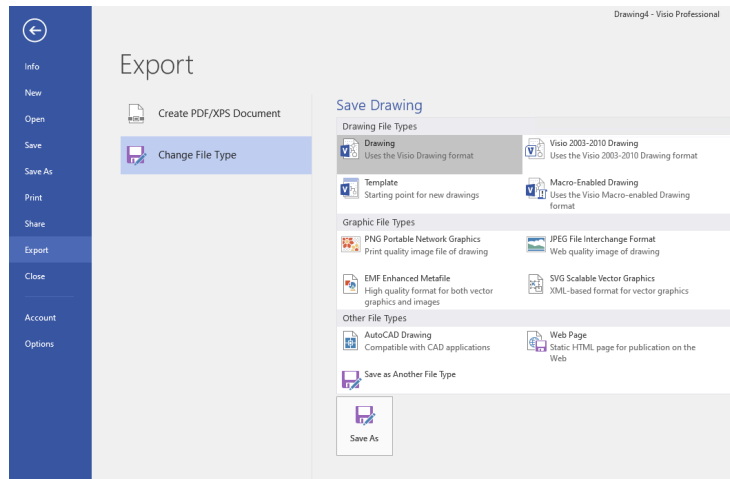 Drawing4 - Visio Professional
Info
New
Open
Save
Save As
Print
Share
Export
Close
Account
Options
Export
Create PDF/XPS Document
Change File Type
Save Drawing
Drawing File Types
Drawing
Uses the Visio Drawing format
Visio 2003-2010 Drawing
Uses the Visio 2003-2010 Drawing format
Template
Starting point for new drawings
Macro-Enabled Drawing
Uses the Visio Macro-enabled Drawing
format
Graphic File Types
PNG Portable Network Graphics
Print quality image file of drawing
JPEG File Interchange Format
Web quality image of drawing
EMF Enhanced Metafile
High quality format for both vector
graphics and images
SVG Scalable Vector Graphics
XML-based format for vector graphics
Other File Types
AutoCAD Drawing
Compatible with CAD applications
Web Page
Static HTML page for publication on the
Web
Save as Another File Type
Save As